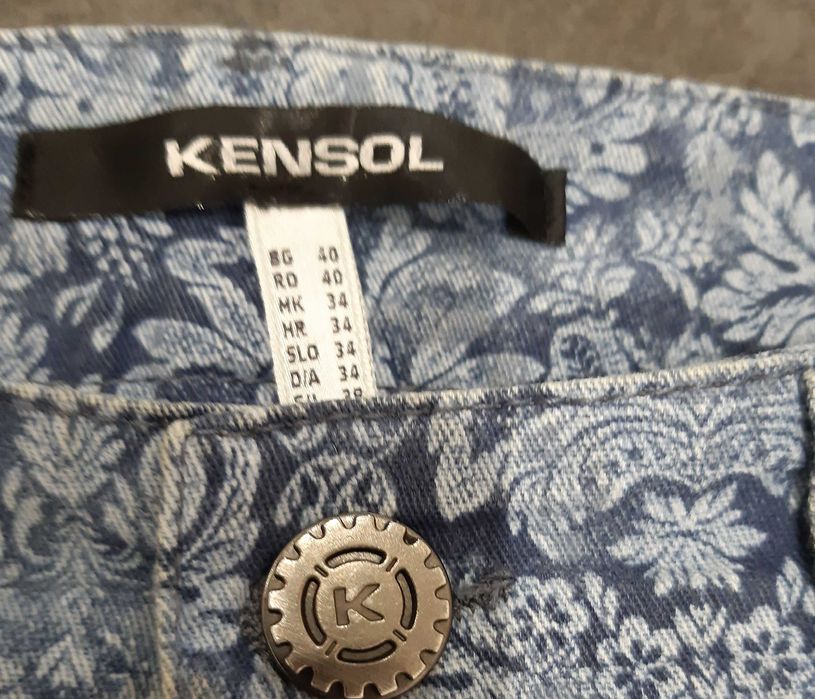 KENSOL
BG 40
RO 40
MK 34
HR 34
SLO 34
D/A 34
K